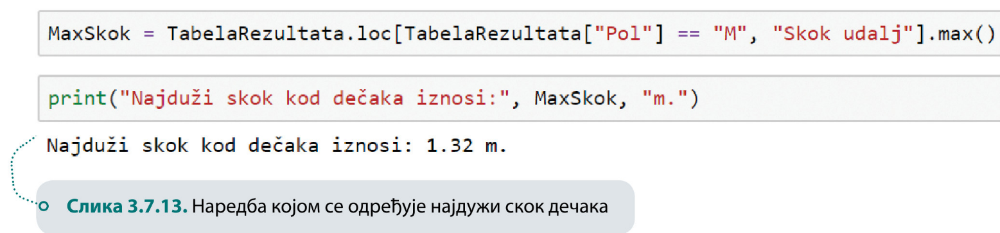 MaxSkok = TabelaRezultata.loc[TabelaRezultata["Pol"] == "M", "Skok udalj"].max()
print("Najduži skok kod dečaka iznosi:", MaxSkok, "m.")
Najduži skok kod dečaka iznosi: 1.32 m.
Слика 3.7.13. Наредба којом се одређује најдужи скок дечака